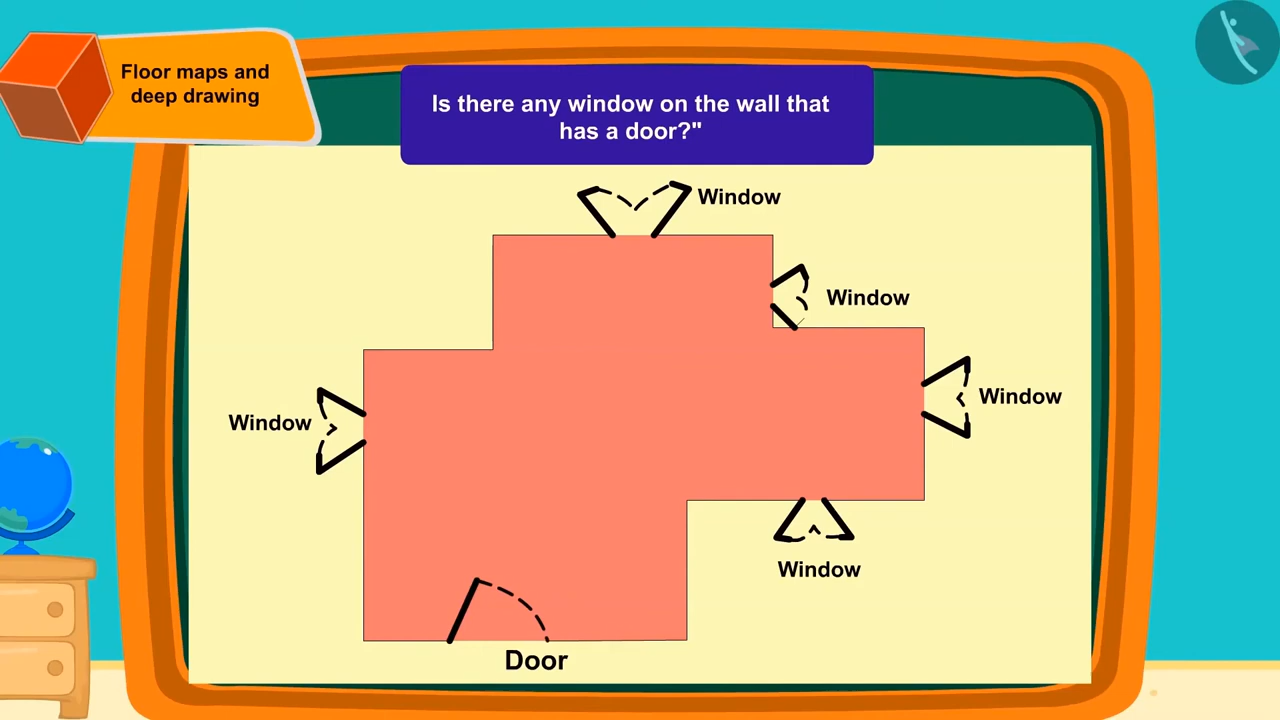 Floor maps and
deep drawing
Is there any window on the wall that
has a door?"
Window
Window
Window
Window
Window
Door